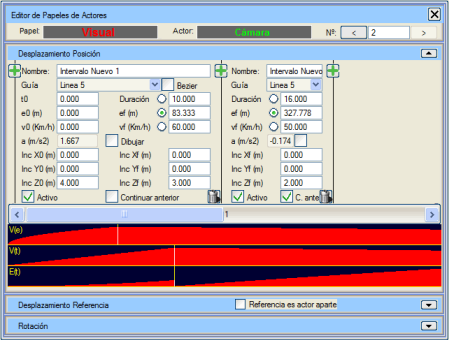 Editor de Papeles de Actores
Papel: Visual Actor: Cámara Nº: < 2 >
Desplazamiento Posición
Nombre: Intervalo Nuevo 1 Nombre: Intervalo Nuevo
Guía Linea 5 Bezier Guía Linea 5
t0 0.000 Duración 10.000 Duración 16.000
e0 (m) 0.000 ef (m) 83.333 ef (m) 327.778
v0 (Km/h) 0.000 vf (Km/h) 60.000 vf (Km/h) 50.000
a (m/s2) 1.667 Dibujar a (m/s2) -0.174
Inc X0 (m) 0.000 Inc Xf (m) 0.000 Inc Xf (m) 0.000
Inc Y0 (m) 0.000 Inc Yf (m) 0.000 Inc Yf (m) 0.000
Inc Z0 (m) 4.000 Inc Zf (m) 3.000 Inc Zf (m) 2.000
Activo Continuar anterior Activo C. ante
1
V(e)
V(t)
E(t)
Desplazamiento Referencia Referencia es actor aparte
Rotación